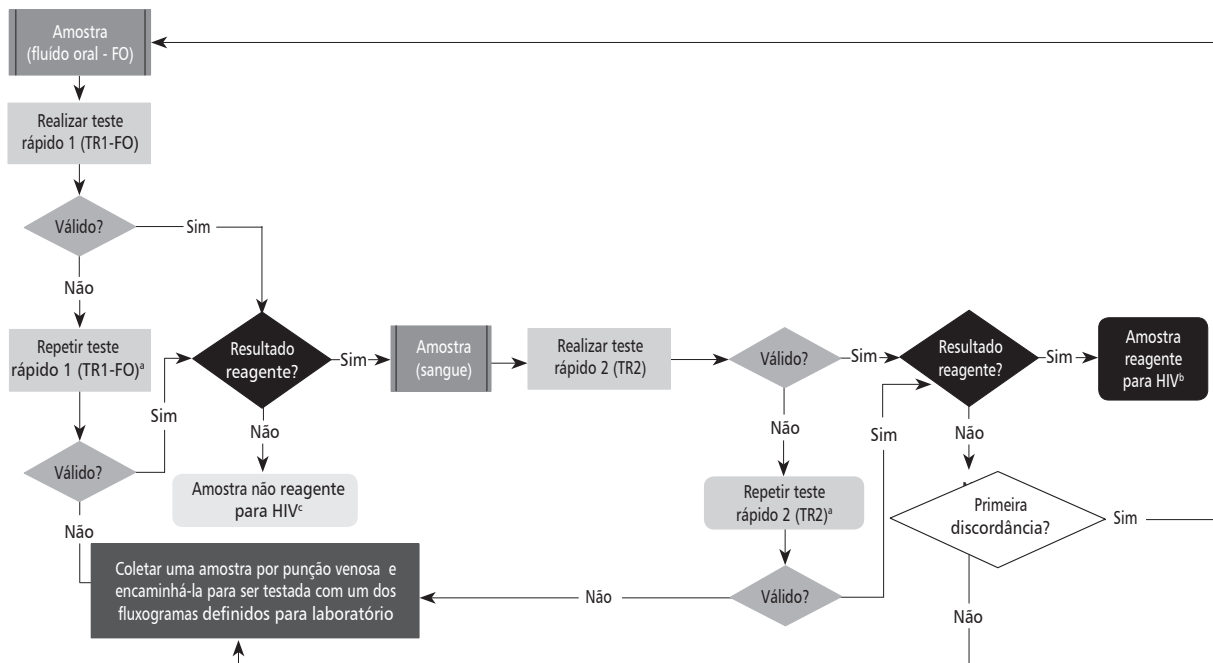 Amostra
(fluído oral - FO)
Realizar teste
rápido 1 (TR1-FO)
Válido?
Sim
Não
Repetir teste
rápido 1 (TR1-FO)ª
Sim
Válido?
Não
Resultado
reagente?
Sim
Não
Amostra não reagente
para HIVᶜ
Amostra
(sangue)
Realizar teste
rápido 2 (TR2)
Válido?
Sim
Não
Repetir teste
rápido 2 (TR2)ª
Válido?
Sim
Não
Resultado
reagente?
Sim
Não
Amostra
reagente
para HIVᵇ
Primeira
discordância?
Sim
Não
Coletar uma amostra por punção venosa e
encaminhá-la para ser testada com um dos
fluxogramas definidos para laboratório